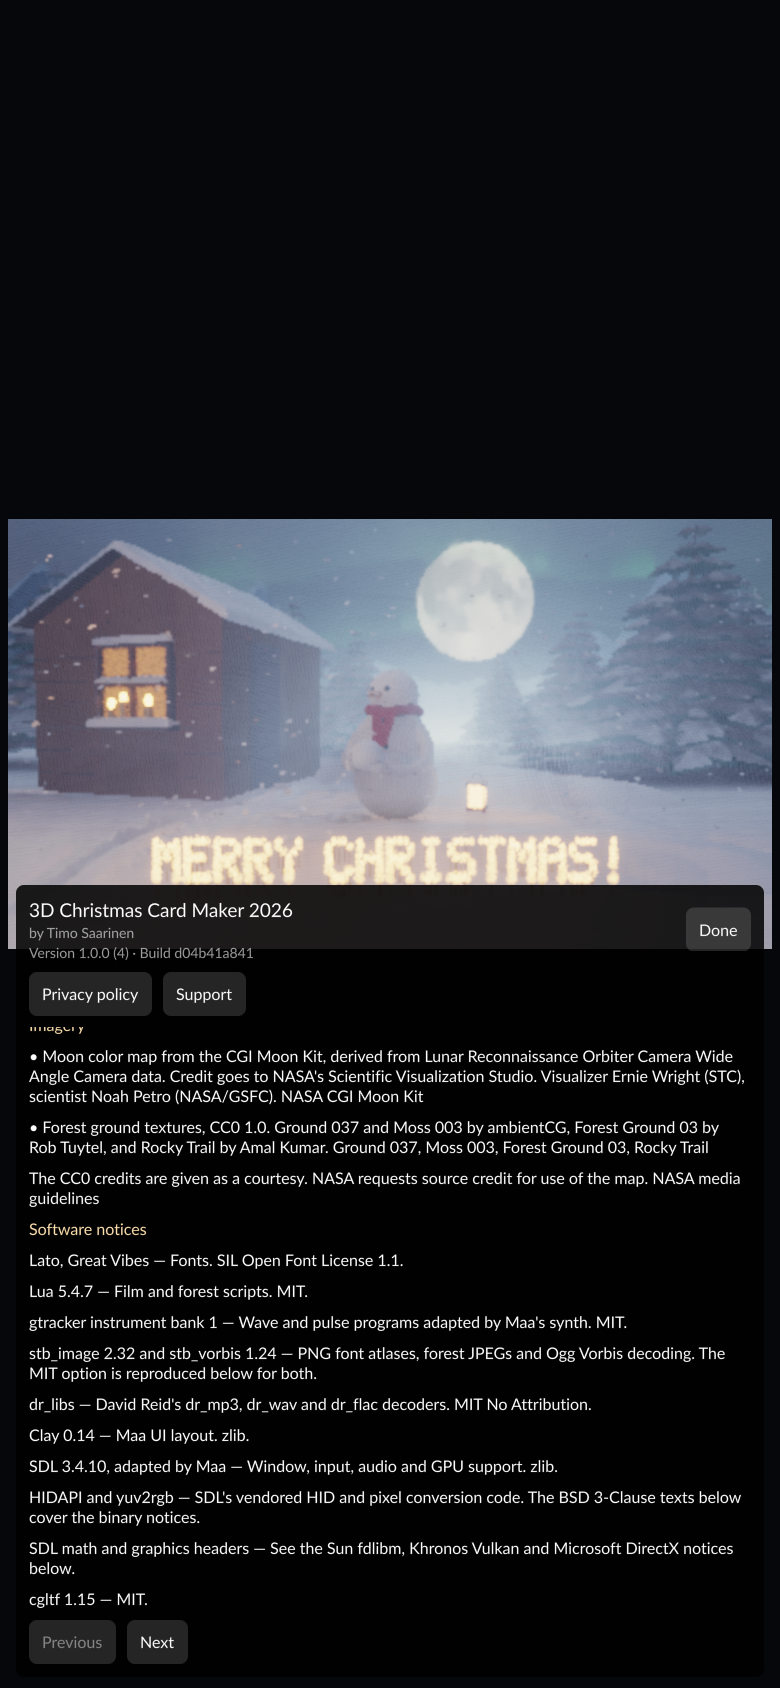 MERRY CHRISTMAS!
3D Christmas Card Maker 2026
by Timo Saarinen
Version 1.0.0 (4) · Build d04b41a841
Done
Privacy policy
Support
Imagery
• Moon color map from the CGI Moon Kit, derived from Lunar Reconnaissance Orbiter Camera Wide
Angle Camera data. Credit goes to NASA's Scientific Visualization Studio. Visualizer Ernie Wright (STC),
scientist Noah Petro (NASA/GSFC). NASA CGI Moon Kit
• Forest ground textures, CC0 1.0. Ground 037 and Moss 003 by ambientCG, Forest Ground 03 by
Rob Tuytel, and Rocky Trail by Amal Kumar. Ground 037, Moss 003, Forest Ground 03, Rocky Trail
The CC0 credits are given as a courtesy. NASA requests source credit for use of the map. NASA media
guidelines
Software notices
Lato, Great Vibes — Fonts. SIL Open Font License 1.1.
Lua 5.4.7 — Film and forest scripts. MIT.
gtracker instrument bank 1 — Wave and pulse programs adapted by Maa's synth. MIT.
stb_image 2.32 and stb_vorbis 1.24 — PNG font atlases, forest JPEGs and Ogg Vorbis decoding. The
MIT option is reproduced below for both.
dr_libs — David Reid's dr_mp3, dr_wav and dr_flac decoders. MIT No Attribution.
Clay 0.14 — Maa UI layout. zlib.
SDL 3.4.10, adapted by Maa — Window, input, audio and GPU support. zlib.
HIDAPI and yuv2rgb — SDL's vendored HID and pixel conversion code. The BSD 3-Clause texts below
cover the binary notices.
SDL math and graphics headers — See the Sun fdlibm, Khronos Vulkan and Microsoft DirectX notices
below.
cgltf 1.15 — MIT.
Previous
Next